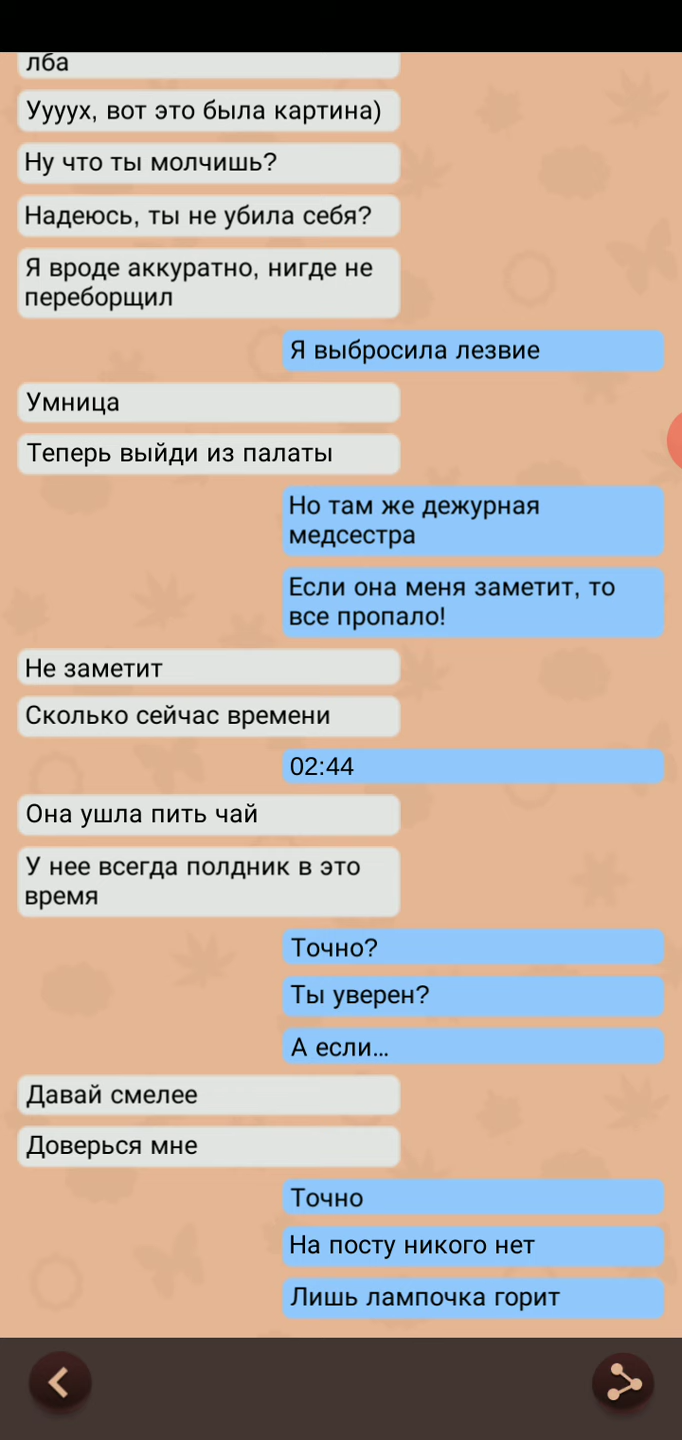 лба
Уууух, вот это была картина)
Ну что ты молчишь?
Надеюсь, ты не убила себя?
Я вроде аккуратно, нигде не
переборщил
Я выбросила лезвие
Умница
Теперь выйди из палаты
Но там же дежурная
медсестра
Если она меня заметит, то
все пропало!
Не заметит
Сколько сейчас времени
02:44
Она ушла пить чай
У нее всегда полдник в это
время
Точно?
Ты уверен?
А если...
Давай смелее
Доверься мне
Точно
На посту никого нет
Лишь лампочка горит